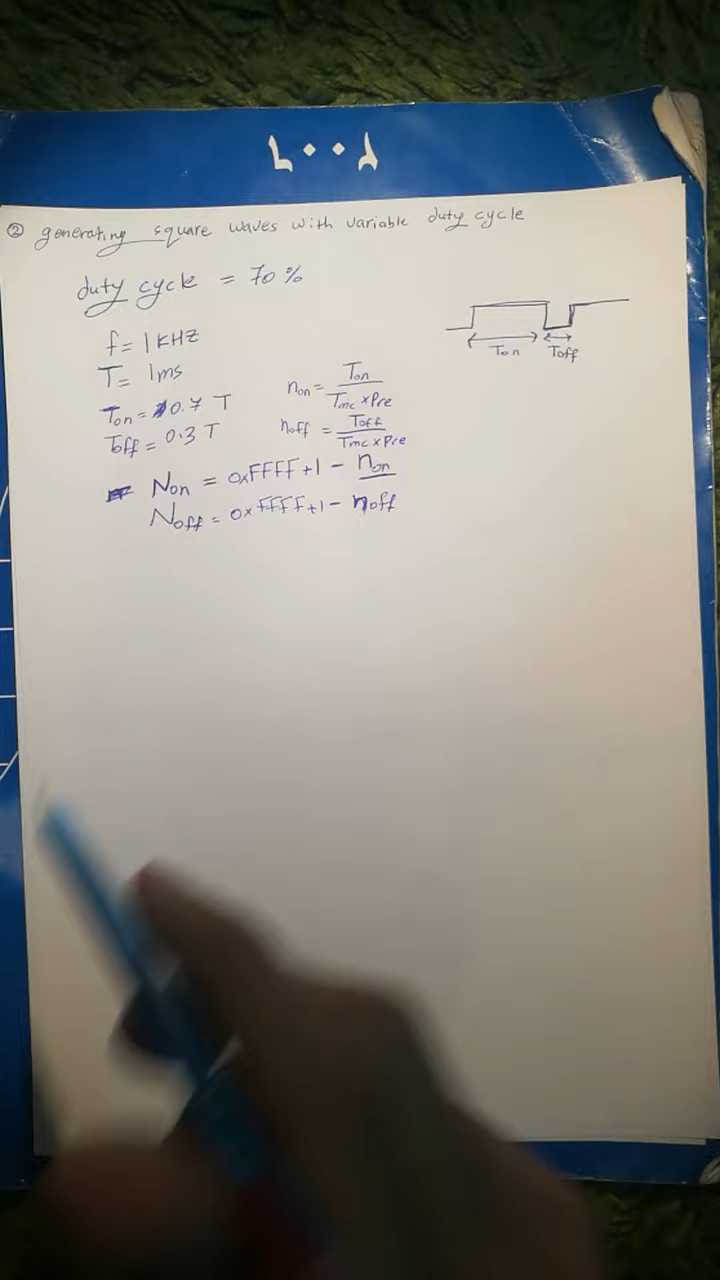 ② generating square waves with variable duty cycle
duty cycle = 70%
f = 1 KHZ
T = 1ms
Ton = 0.7 T
Toff = 0.3 T
non = Ton / Tmc × Pre
noff = Toff / Tmc × Pre
Non = 0xFFFF + 1 - non
Noff = 0xFFFF + 1 - noff
Ton Toff